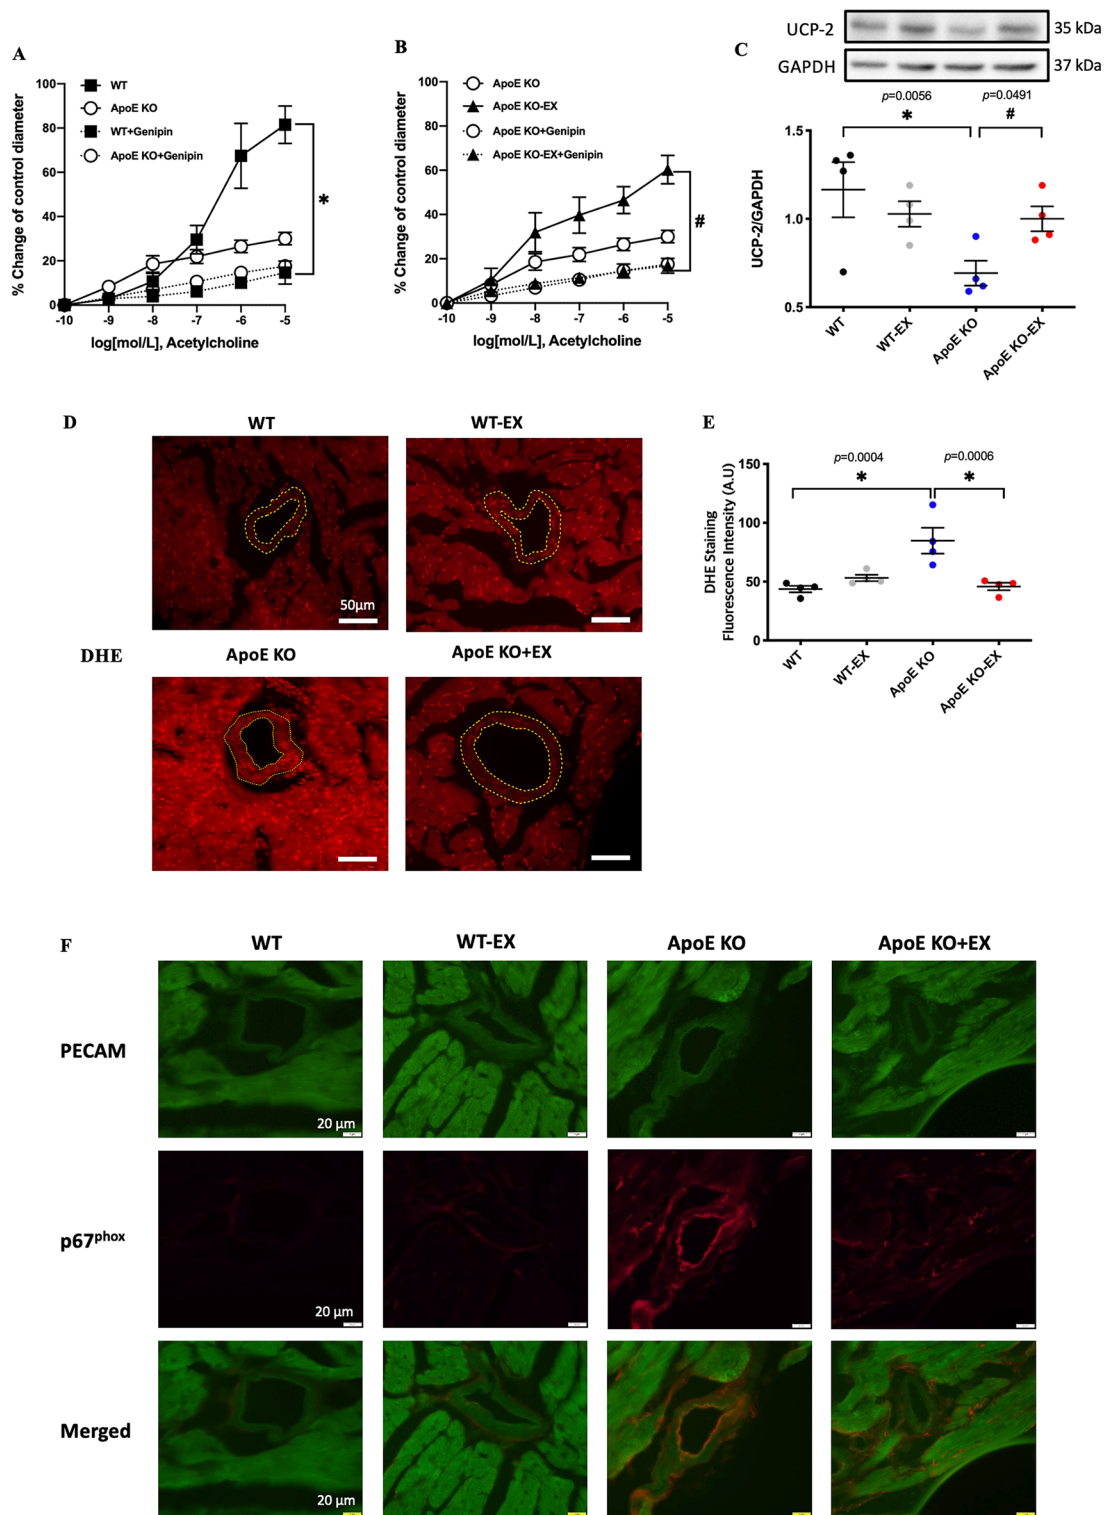 A
% Change of control diameter
100
80
60
40
20
0
WT
ApoE KO
WT+Genipin
ApoE KO+Genipin
*
-10
-9
-8
-7
-6
-5
log[mol/L], Acetylcholine
B
% Change of control diameter
100
80
60
40
20
0
ApoE KO
ApoE KO-EX
ApoE KO+Genipin
ApoE KO-EX+Genipin
#
-10
-9
-8
-7
-6
-5
log[mol/L], Acetylcholine
C
UCP-2
35 kDa
GAPDH
37 kDa
p=0.0056
p=0.0491
*
#
UCP-2/GAPDH
1.5
1.0
0.5
WT
WT-EX
ApoE KO
ApoE KO-EX
D
WT
WT-EX
50μm
DHE
ApoE KO
ApoE KO+EX
E
p=0.0004
p=0.0006
*
*
DHE Staining
Fluorescence Intensity (A.U)
150
100
50
0
WT
WT-EX
ApoE KO
ApoE KO-EX
F
WT
WT-EX
ApoE KO
ApoE KO+EX
PECAM
20 μm
p67phox
20 μm
Merged
20 μm